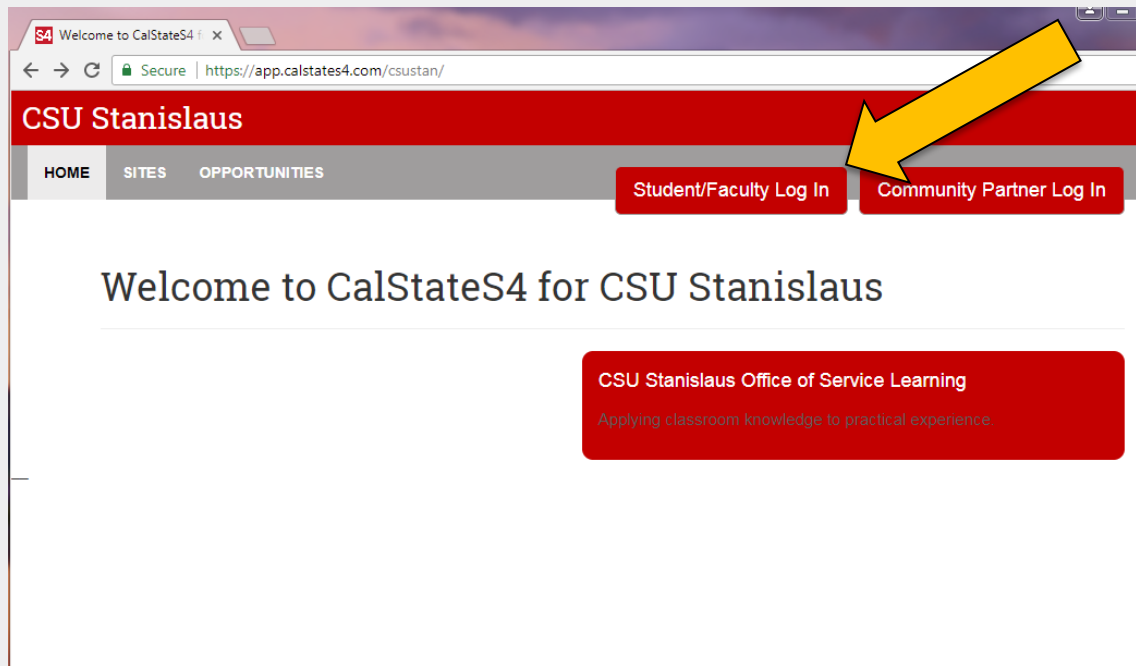 S4 Welcome to CalStateS4 f
Secure | https://app.calstates4.com/csustan/
CSU Stanislaus
HOME SITES OPPORTUNITIES
Student/Faculty Log In Community Partner Log In
Welcome to CalStateS4 for CSU Stanislaus
CSU Stanislaus Office of Service Learning
Applying classroom knowledge to practical experience.